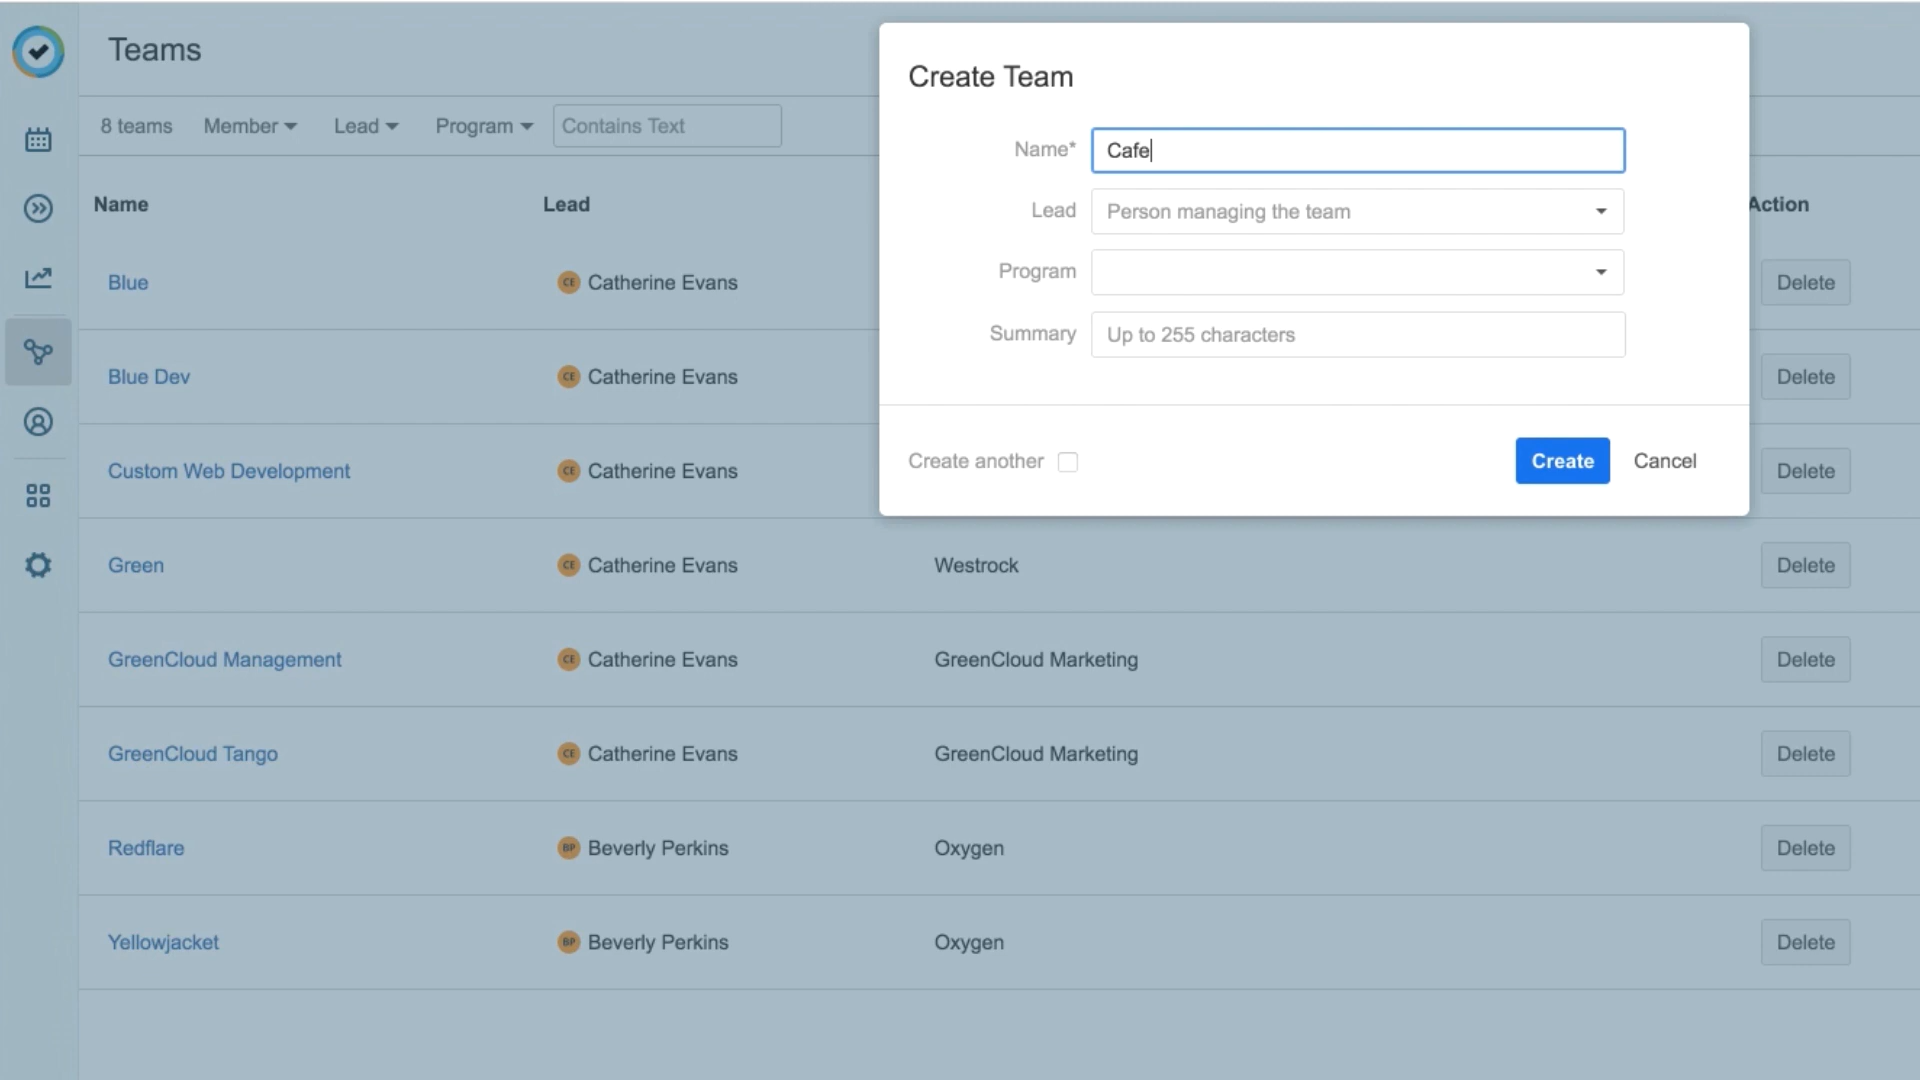 Teams
8 teams Member Lead Program Contains Text
Name Lead Action
Blue CE Catherine Evans Delete
Blue Dev CE Catherine Evans Delete
Custom Web Development CE Catherine Evans Delete
Green CE Catherine Evans Westrock Delete
GreenCloud Management CE Catherine Evans GreenCloud Marketing Delete
GreenCloud Tango CE Catherine Evans GreenCloud Marketing Delete
Redflare BP Beverly Perkins Oxygen Delete
Yellowjacket BP Beverly Perkins Oxygen Delete
Create Team
Name* Cafe
Lead Person managing the team
Program
Summary Up to 255 characters
Create another Create Cancel